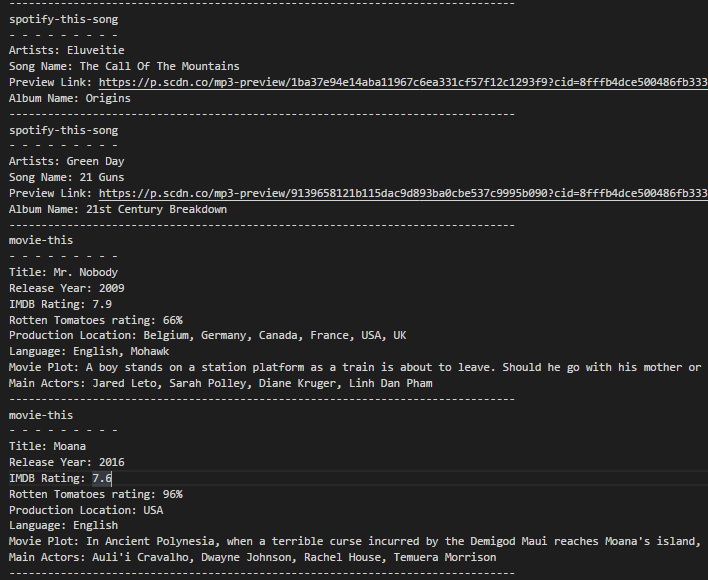 --------------------------------------------------------------------------------
spotify-this-song
- - - - - - - - -
Artists: Eluveitie
Song Name: The Call Of The Mountains
Preview Link: https://p.scdn.co/mp3-preview/1ba37e94e14aba11967c6ea331cf57f12c1293f9?cid=8fffb4dce500486fb333
Album Name: Origins
--------------------------------------------------------------------------------
spotify-this-song
- - - - - - - - -
Artists: Green Day
Song Name: 21 Guns
Preview Link: https://p.scdn.co/mp3-preview/9139658121b115dac9d893ba0cbe537c9995b090?cid=8fffb4dce500486fb333
Album Name: 21st Century Breakdown
--------------------------------------------------------------------------------
movie-this
- - - - - - - - -
Title: Mr. Nobody
Release Year: 2009
IMDB Rating: 7.9
Rotten Tomatoes rating: 66%
Production Location: Belgium, Germany, Canada, France, USA, UK
Language: English, Mohawk
Movie Plot: A boy stands on a station platform as a train is about to leave. Should he go with his mother or
Main Actors: Jared Leto, Sarah Polley, Diane Kruger, Linh Dan Pham
--------------------------------------------------------------------------------
movie-this
- - - - - - - - -
Title: Moana
Release Year: 2016
IMDB Rating: 7.6
Rotten Tomatoes rating: 96%
Production Location: USA
Language: English
Movie Plot: In Ancient Polynesia, when a terrible curse incurred by the Demigod Maui reaches Moana's island,
Main Actors: Auli'i Cravalho, Dwayne Johnson, Rachel House, Temuera Morrison
--------------------------------------------------------------------------------